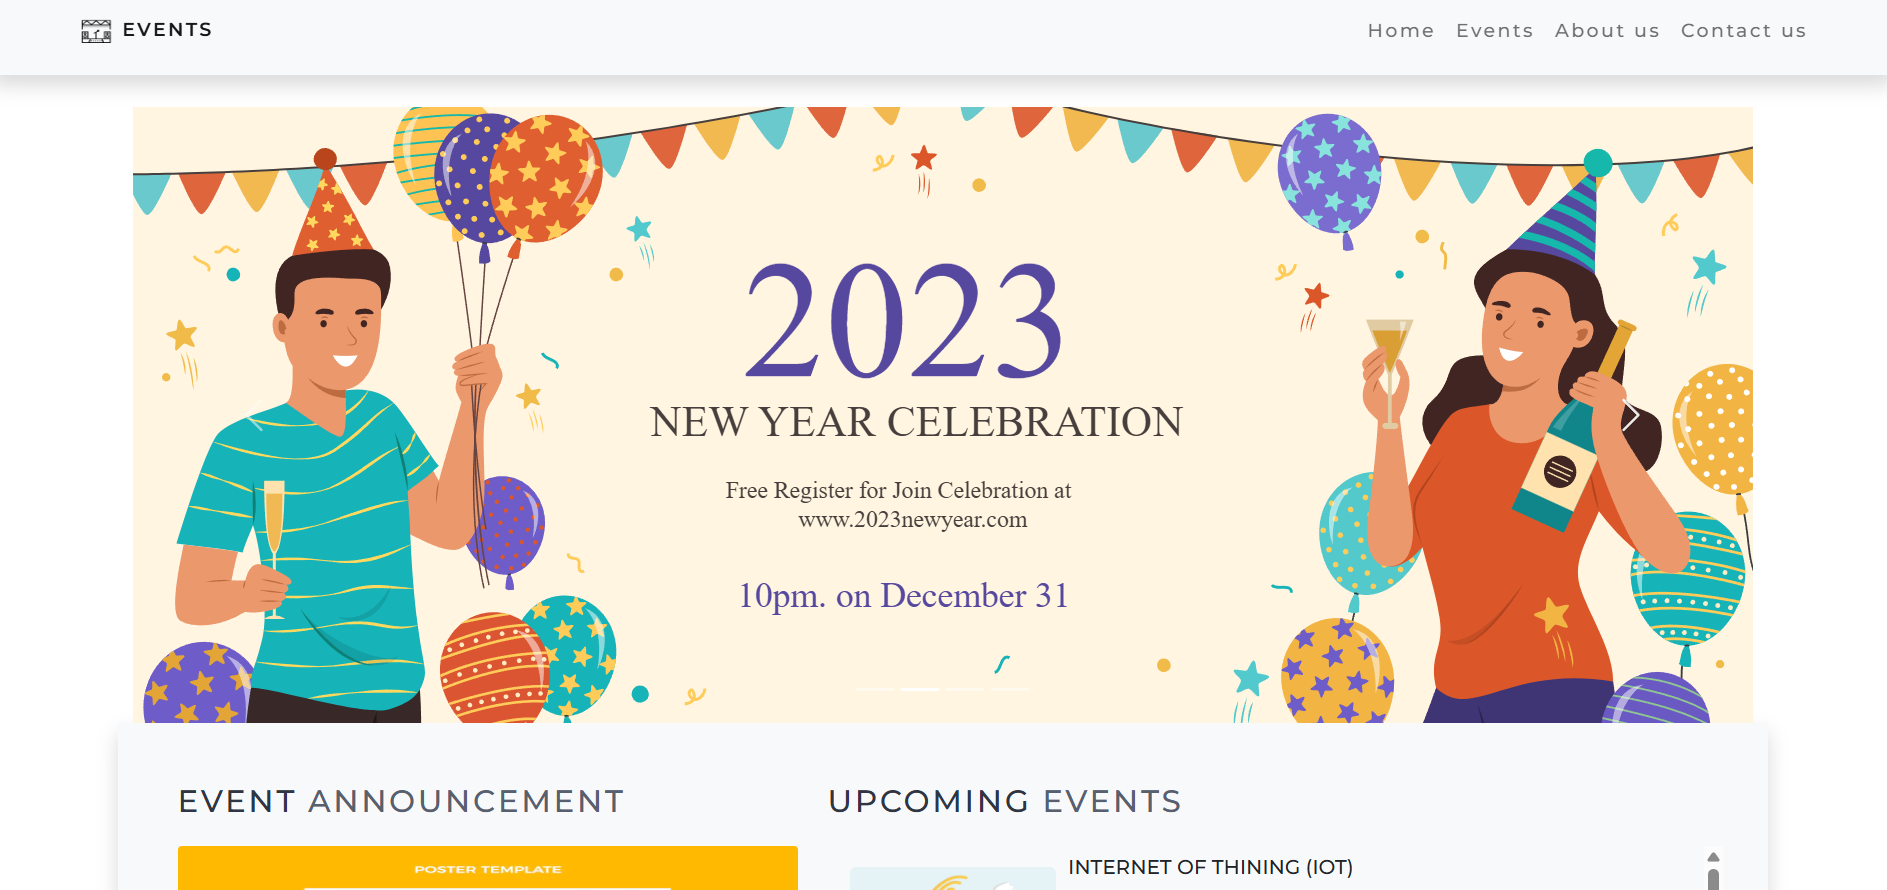 EVENTS
Home Events About us Contact us
2023
NEW YEAR CELEBRATION
Free Register for Join Celebration at
www.2023newyear.com
10pm. on December 31
EVENT ANNOUNCEMENT
UPCOMING EVENTS
POSTER TEMPLATE
INTERNET OF THINING (IOT)